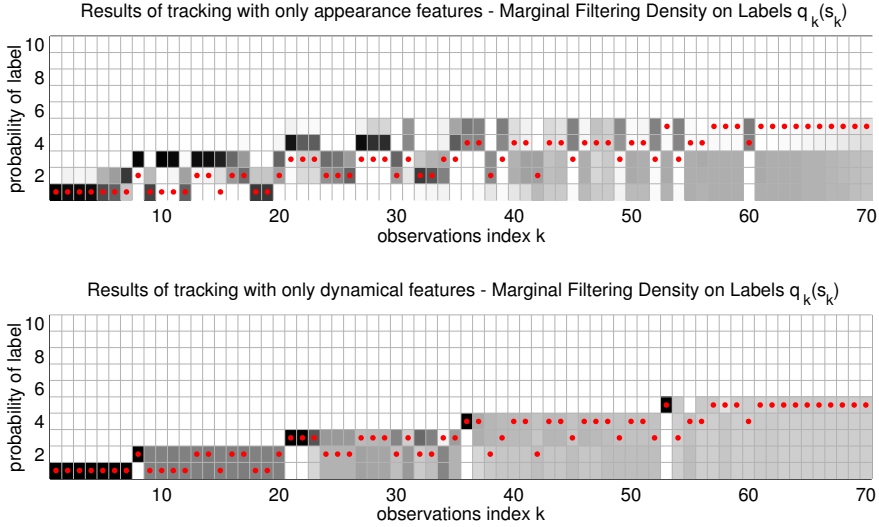 Results of tracking with only appearance features - Marginal Filtering Density on Labels q_k(s_k)
probability of label
10
8
6
4
2
10 20 30 40 50 60 70
observations index k
Results of tracking with only dynamical features - Marginal Filtering Density on Labels q_k(s_k)
probability of label
10
8
6
4
2
10 20 30 40 50 60 70
observations index k